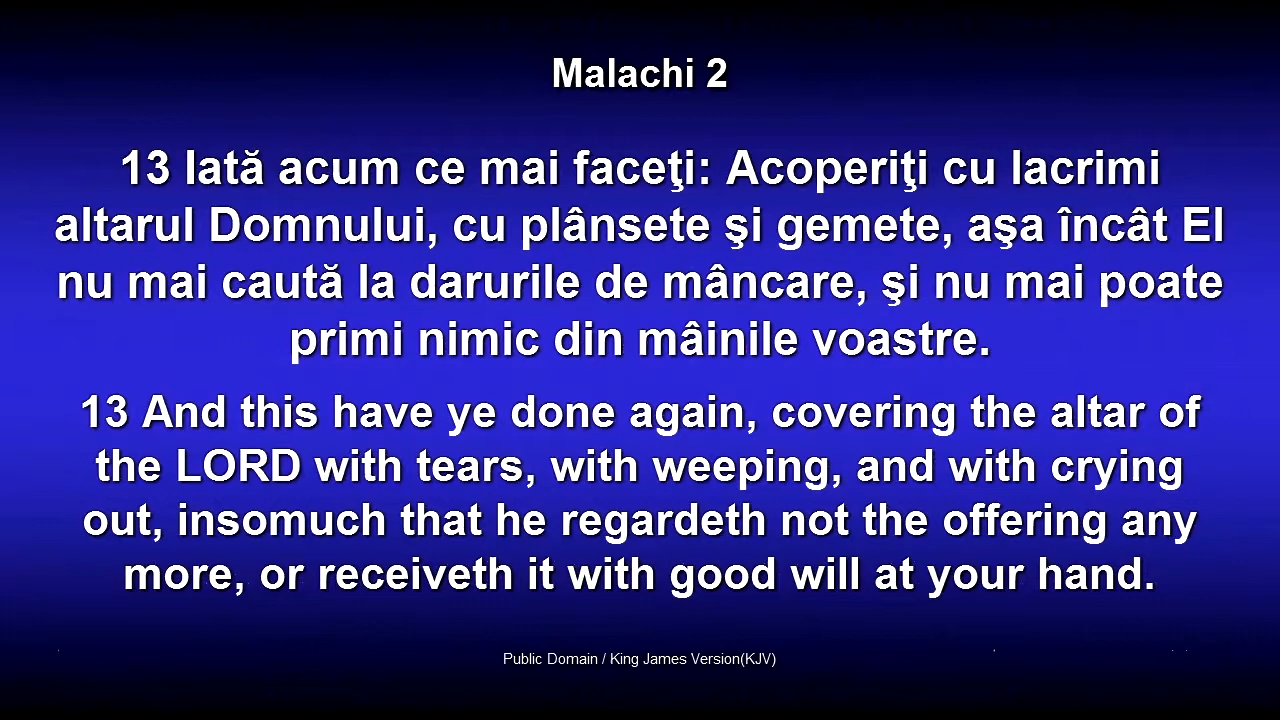 Malachi 2
13 Iată acum ce mai faceţi: Acoperiţi cu lacrimi
altarul Domnului, cu plânsete şi gemete, aşa încât El
nu mai caută la darurile de mâncare, şi nu mai poate
primi nimic din mâinile voastre.
13 And this have ye done again, covering the altar of
the LORD with tears, with weeping, and with crying
out, insomuch that he regardeth not the offering any
more, or receiveth it with good will at your hand.
Public Domain / King James Version(KJV)